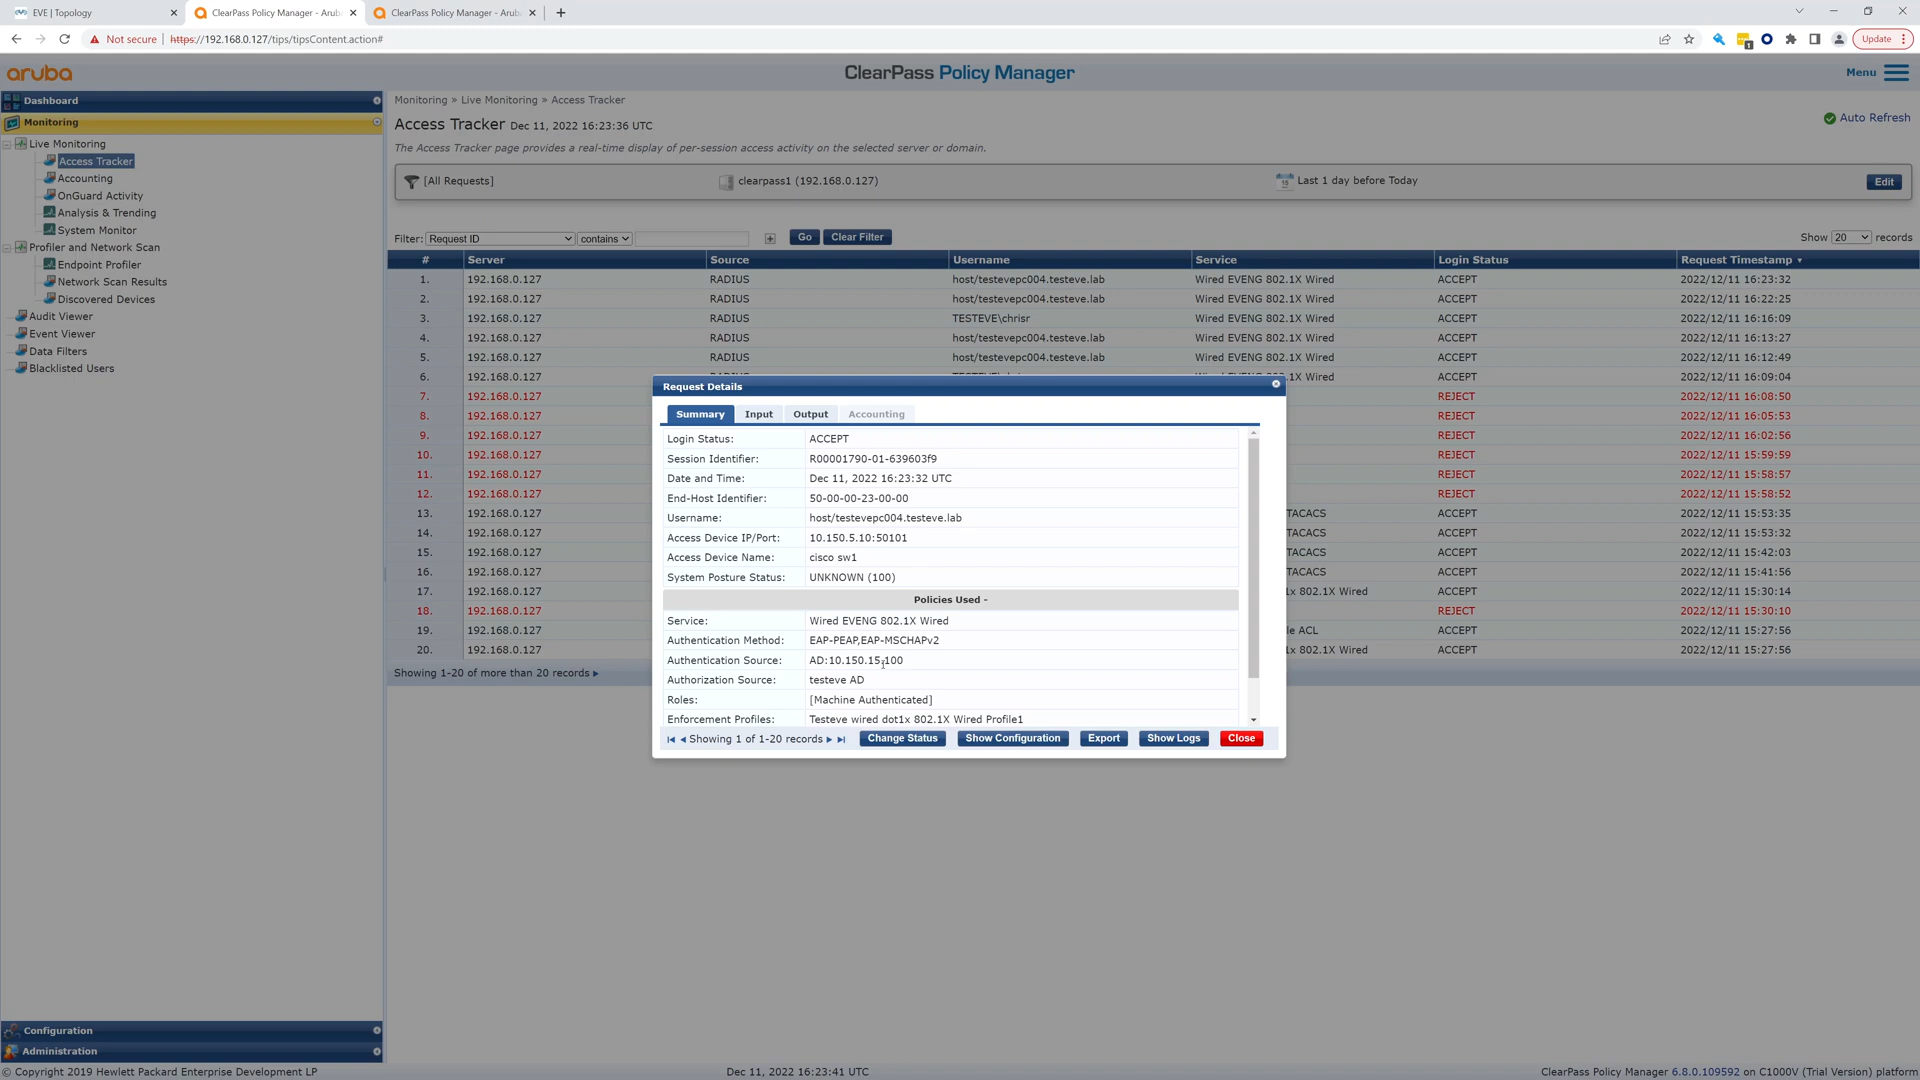 EVE | Topology
ClearPass Policy Manager - Aruba
ClearPass Policy Manager - Aruba
Not secure
https://192.168.0.127/tips/tipsContent.action#
Update
aruba
ClearPass Policy Manager
Menu
Dashboard
Monitoring
Live Monitoring
Access Tracker
Accounting
OnGuard Activity
Analysis & Trending
System Monitor
Profiler and Network Scan
Endpoint Profiler
Network Scan Results
Discovered Devices
Audit Viewer
Event Viewer
Data Filters
Blacklisted Users
Configuration
Administration
Monitoring » Live Monitoring » Access Tracker
Access Tracker Dec 11, 2022 16:23:36 UTC
Auto Refresh
The Access Tracker page provides a real-time display of per-session access activity on the selected server or domain.
[All Requests] clearpass1 (192.168.0.127) Last 1 day before Today Edit
Filter: Request ID contains Go Clear Filter Show 20 records
# Server Source Username Service Login Status Request Timestamp
1. 192.168.0.127 RADIUS host/testevepc004.testeve.lab Wired EVENG 802.1X Wired ACCEPT 2022/12/11 16:23:32
2. 192.168.0.127 RADIUS host/testevepc004.testeve.lab Wired EVENG 802.1X Wired ACCEPT 2022/12/11 16:22:25
3. 192.168.0.127 RADIUS TESTEVE\chrisr Wired EVENG 802.1X Wired ACCEPT 2022/12/11 16:16:09
4. 192.168.0.127 RADIUS host/testevepc004.testeve.lab Wired EVENG 802.1X Wired ACCEPT 2022/12/11 16:13:27
5. 192.168.0.127 RADIUS host/testevepc004.testeve.lab Wired EVENG 802.1X Wired ACCEPT 2022/12/11 16:12:49
6. 192.168.0.127 .1X Wired ACCEPT 2022/12/11 16:09:04
7. 192.168.0.127 REJECT 2022/12/11 16:08:50
8. 192.168.0.127 REJECT 2022/12/11 16:05:53
9. 192.168.0.127 REJECT 2022/12/11 16:02:56
10. 192.168.0.127 REJECT 2022/12/11 15:59:59
11. 192.168.0.127 REJECT 2022/12/11 15:58:57
12. 192.168.0.127 REJECT 2022/12/11 15:58:52
13. 192.168.0.127 TACACS ACCEPT 2022/12/11 15:53:35
14. 192.168.0.127 TACACS ACCEPT 2022/12/11 15:53:32
15. 192.168.0.127 TACACS ACCEPT 2022/12/11 15:42:03
16. 192.168.0.127 TACACS ACCEPT 2022/12/11 15:41:56
17. 192.168.0.127 1x 802.1X Wired ACCEPT 2022/12/11 15:30:14
18. 192.168.0.127 REJECT 2022/12/11 15:30:10
19. 192.168.0.127 le ACL ACCEPT 2022/12/11 15:27:56
20. 192.168.0.127 1x 802.1X Wired ACCEPT 2022/12/11 15:27:56
Showing 1-20 of more than 20 records
Request Details
Summary Input Output Accounting
Login Status: ACCEPT
Session Identifier: R00001790-01-639603f9
Date and Time: Dec 11, 2022 16:23:32 UTC
End-Host Identifier: 50-00-00-23-00-00
Username: host/testevepc004.testeve.lab
Access Device IP/Port: 10.150.5.10:50101
Access Device Name: cisco sw1
System Posture Status: UNKNOWN (100)
Policies Used -
Service: Wired EVENG 802.1X Wired
Authentication Method: EAP-PEAP,EAP-MSCHAPv2
Authentication Source: AD:10.150.15.100
Authorization Source: testeve AD
Roles: [Machine Authenticated]
Enforcement Profiles: Testeve wired dot1x 802.1X Wired Profile1
Showing 1 of 1-20 records Change Status Show Configuration Export Show Logs Close
© Copyright 2019 Hewlett Packard Enterprise Development LP
Dec 11, 2022 16:23:41 UTC
ClearPass Policy Manager 6.8.0.109592 on C1000V (Trial Version) platform